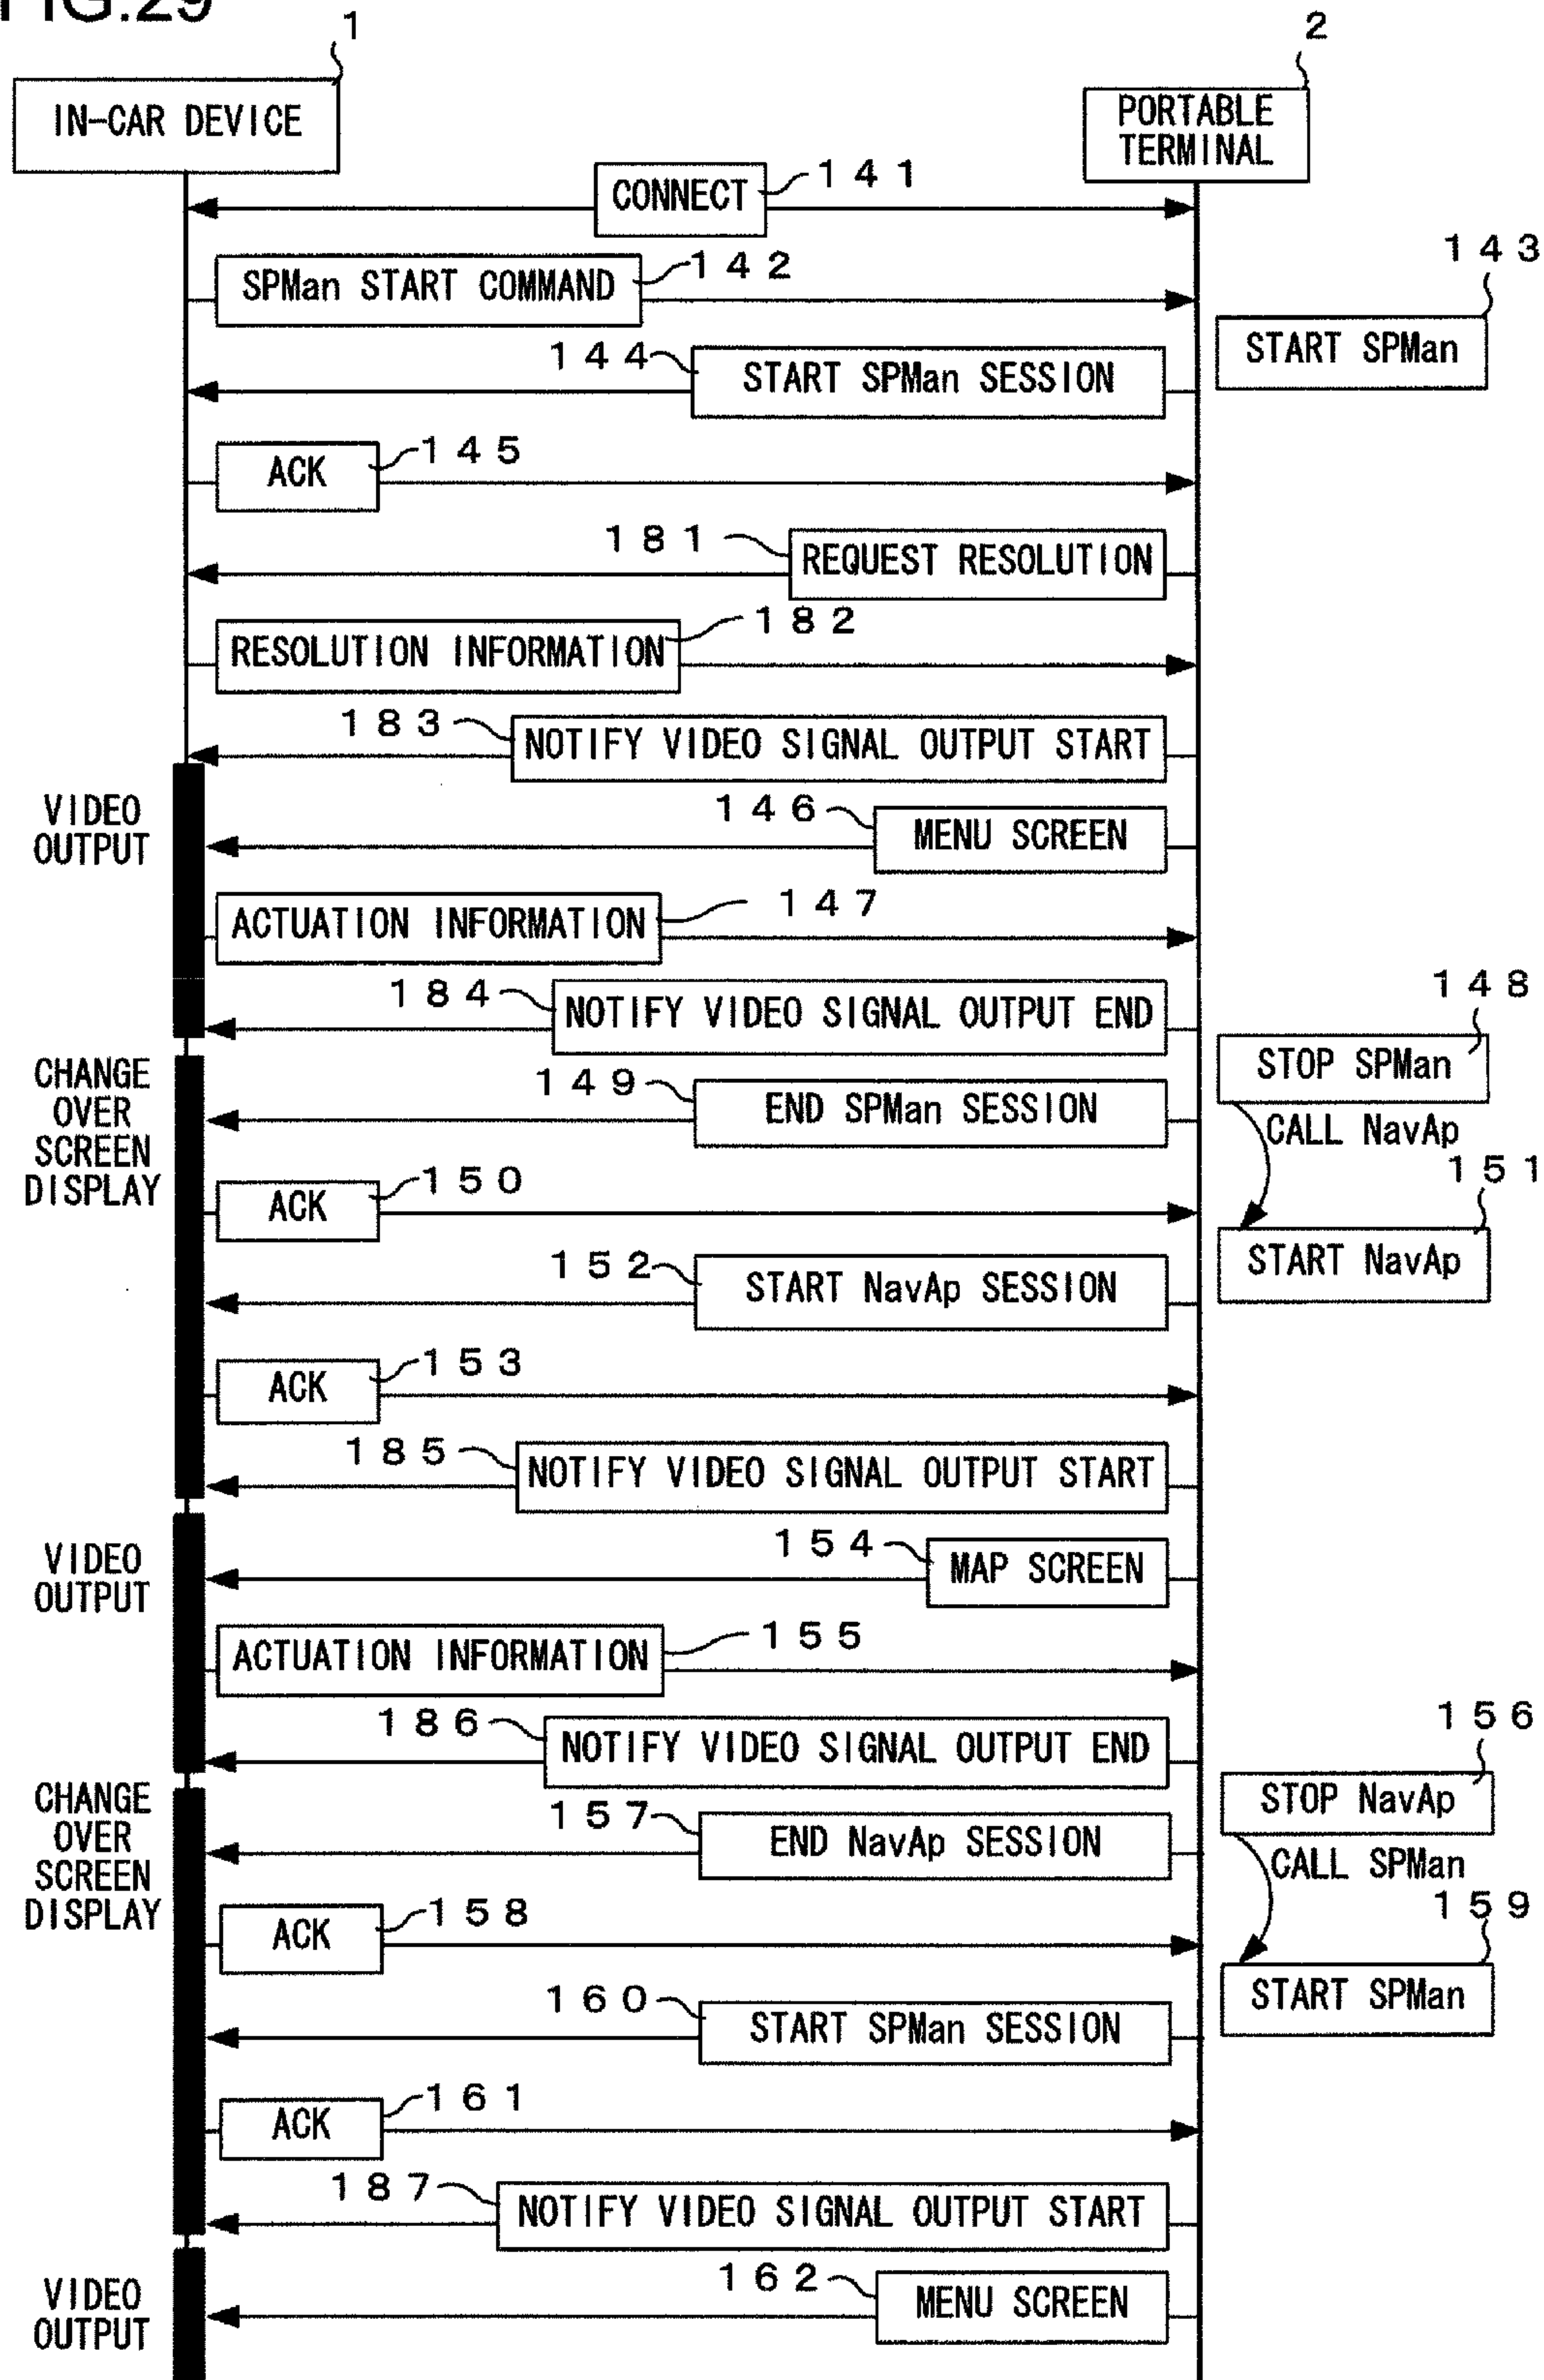 FIG.29
1
2
IN-CAR DEVICE
PORTABLE
TERMINAL
CONNECT
141
SPMan START COMMAND
142
143
START SPMan
144
START SPMan SESSION
ACK
145
181
REQUEST RESOLUTION
RESOLUTION INFORMATION
182
183
NOTIFY VIDEO SIGNAL OUTPUT START
VIDEO
OUTPUT
146
MENU SCREEN
ACTUATION INFORMATION
147
184
NOTIFY VIDEO SIGNAL OUTPUT END
148
STOP SPMan
CHANGE
OVER
SCREEN
DISPLAY
149
END SPMan SESSION
CALL NavAp
ACK
150
151
START NavAp
152
START NavAp SESSION
ACK
153
185
NOTIFY VIDEO SIGNAL OUTPUT START
VIDEO
OUTPUT
154
MAP SCREEN
ACTUATION INFORMATION
155
186
NOTIFY VIDEO SIGNAL OUTPUT END
156
STOP NavAp
CHANGE
OVER
SCREEN
DISPLAY
157
END NavAp SESSION
CALL SPMan
ACK
158
159
START SPMan
160
START SPMan SESSION
ACK
161
187
NOTIFY VIDEO SIGNAL OUTPUT START
VIDEO
OUTPUT
162
MENU SCREEN